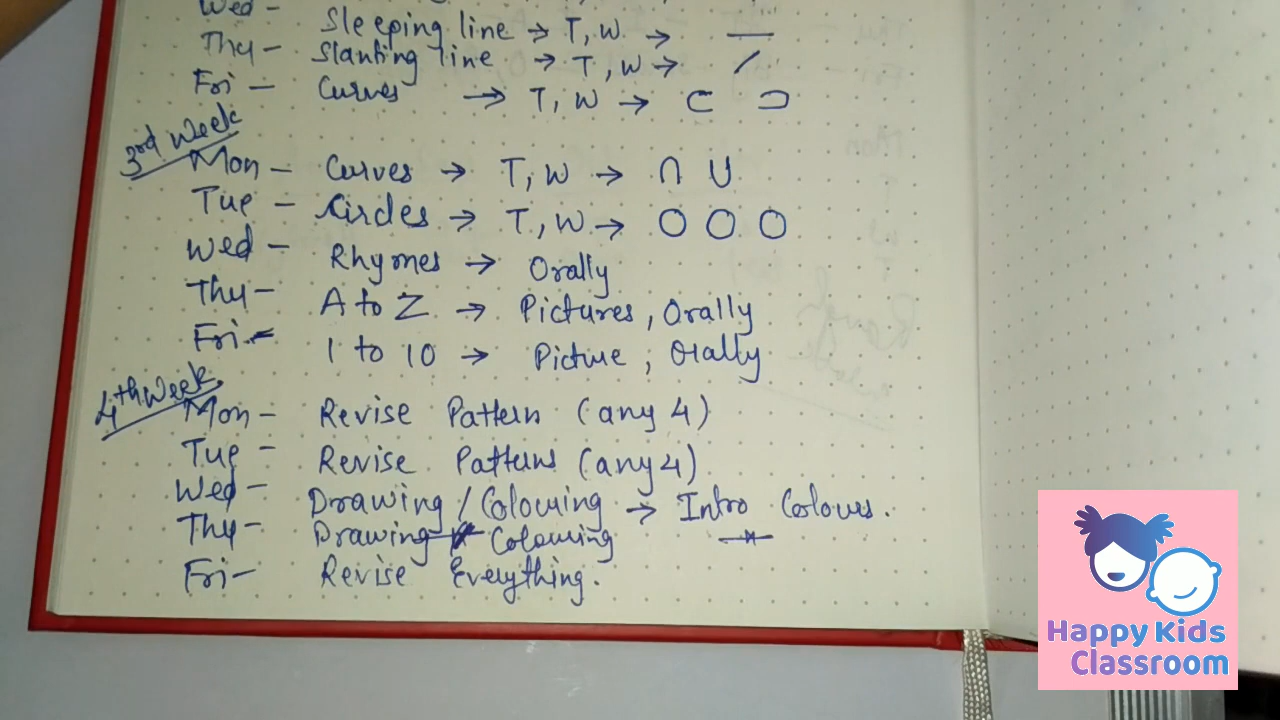 Wed - Sleeping line → T, W → —
Thu - Slanting line → T, W → /
Fri - Curves → T, W → ⊂ ⊃
3rd Week
Mon - Curves → T, W → ∩ ∪
Tue - Circles → T, W → O O O
Wed - Rhymes → Orally
Thu - A to Z → Pictures, Orally
Fri - 1 to 10 → Picture, Orally
4th Week
Mon - Revise Pattern (any 4)
Tue - Revise Patterns (any 4)
Wed - Drawing / Colouring → Intro Colours.
Thu - Drawing Colouring
Fri - Revise Everything.
Happy Kids
Classroom